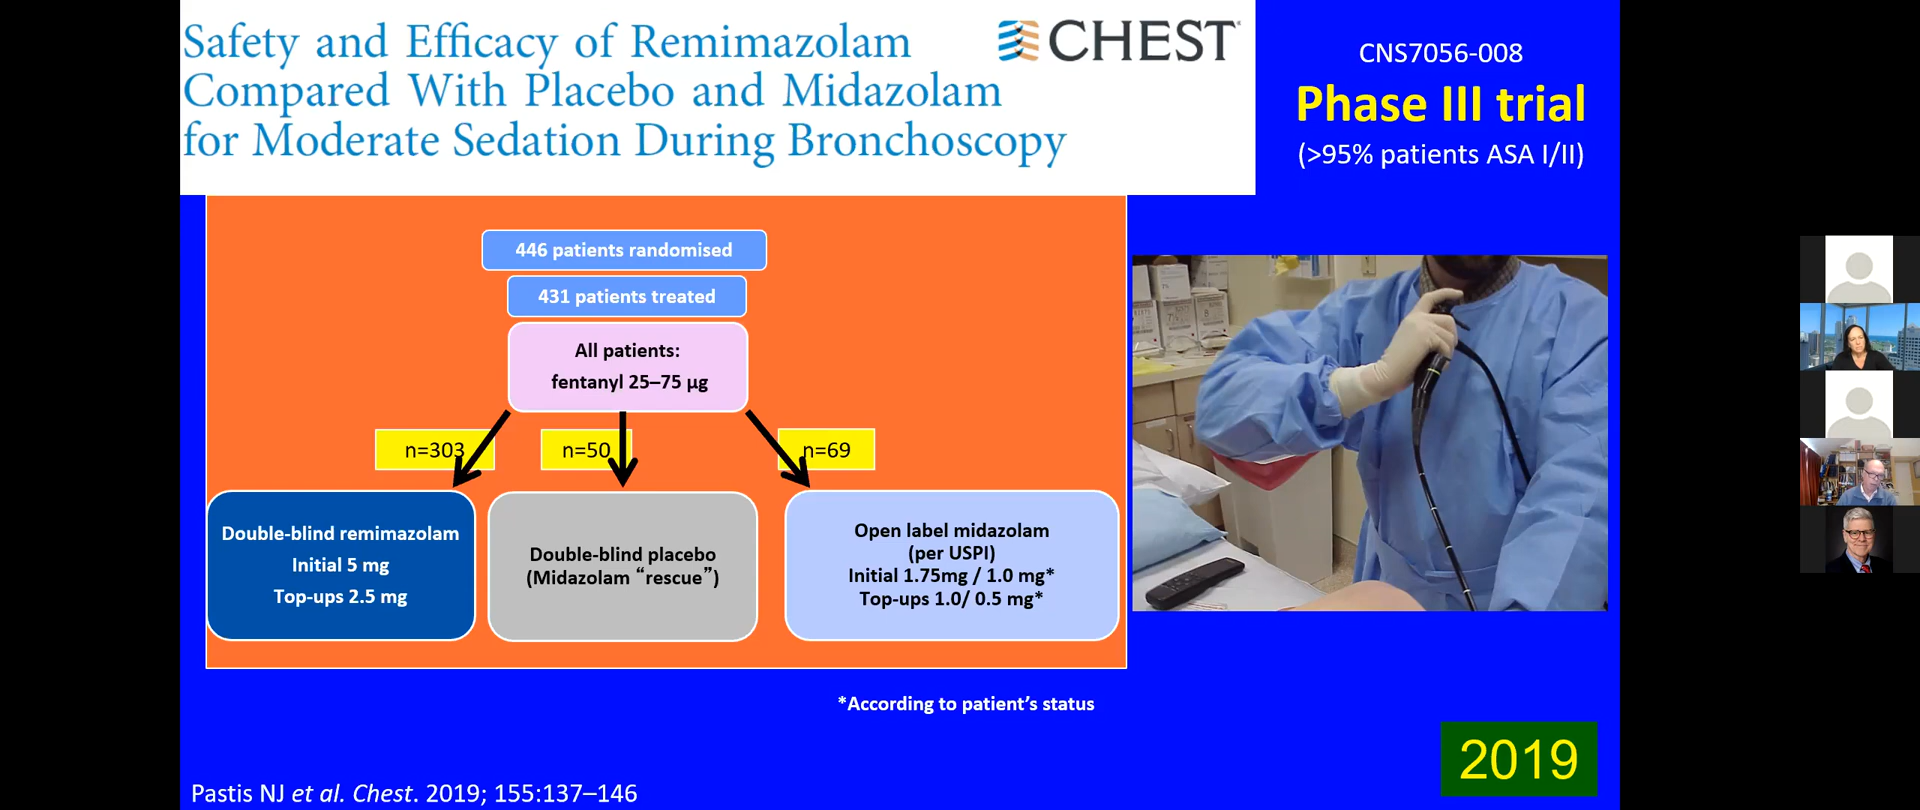 Safety and Efficacy of Remimazolam
Compared With Placebo and Midazolam
for Moderate Sedation During Bronchoscopy
CHEST
CNS7056-008
Phase III trial
(>95% patients ASA I/II)
446 patients randomised
431 patients treated
All patients:
fentanyl 25–75 µg
n=303
n=50
n=69
Double-blind remimazolam
Initial 5 mg
Top-ups 2.5 mg
Double-blind placebo
(Midazolam “rescue”)
Open label midazolam
(per USPI)
Initial 1.75mg / 1.0 mg*
Top-ups 1.0/ 0.5 mg*
*According to patient’s status
2019
Pastis NJ et al. Chest. 2019; 155:137–146